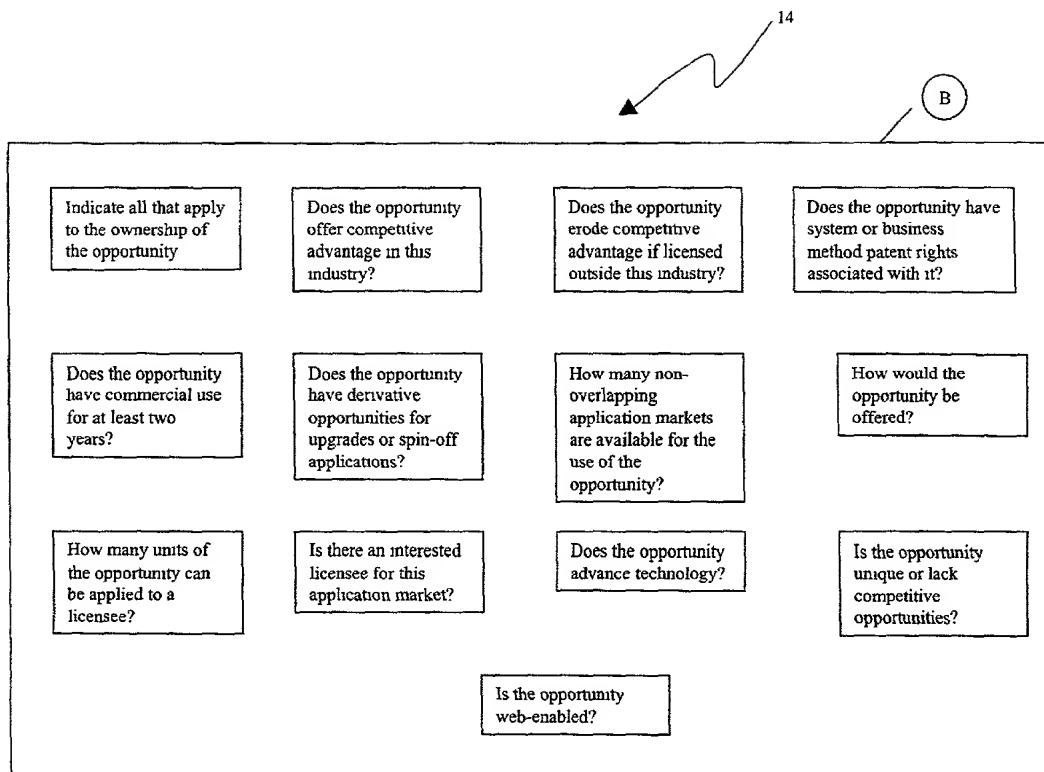 14
B
Indicate all that apply
to the ownership of
the opportunity
Does the opportunity
offer competitive
advantage in this
industry?
Does the opportunity
erode competitive
advantage if licensed
outside this industry?
Does the opportunity have
system or business
method patent rights
associated with it?
Does the opportunity
have commercial use
for at least two
years?
Does the opportunity
have derivative
opportunities for
upgrades or spin-off
applications?
How many non-
overlapping
application markets
are available for the
use of the
opportunity?
How would the
opportunity be
offered?
How many units of
the opportunity can
be applied to a
licensee?
Is there an interested
licensee for this
application market?
Does the opportunity
advance technology?
Is the opportunity
unique or lack
competitive
opportunities?
Is the opportunity
web-enabled?